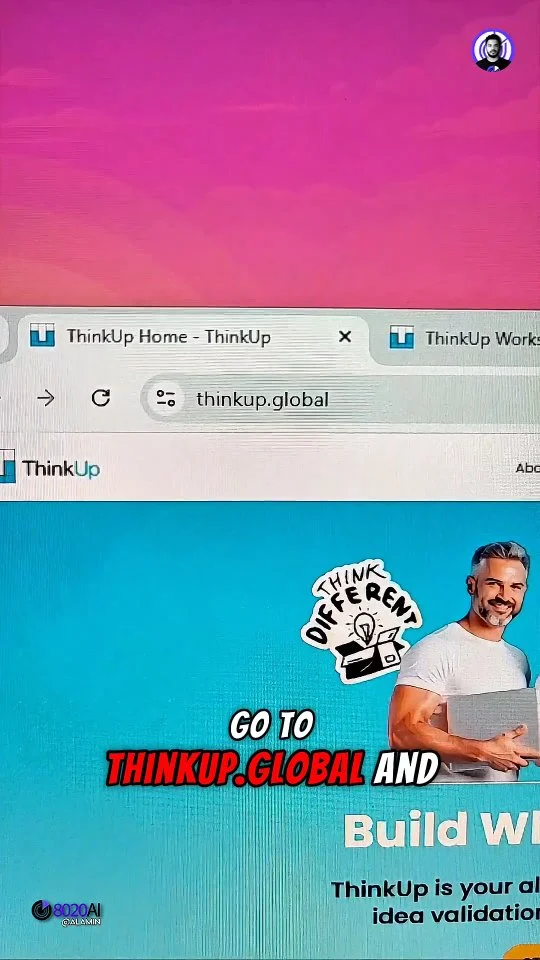 ThinkUp Home - ThinkUp
ThinkUp Works
thinkup.global
ThinkUp
Abo
THINK
DIFFERENT
GO TO
THINKUP.GLOBAL AND
Build Wh
ThinkUp is your al
idea validation
8020AI
@ALAMIN